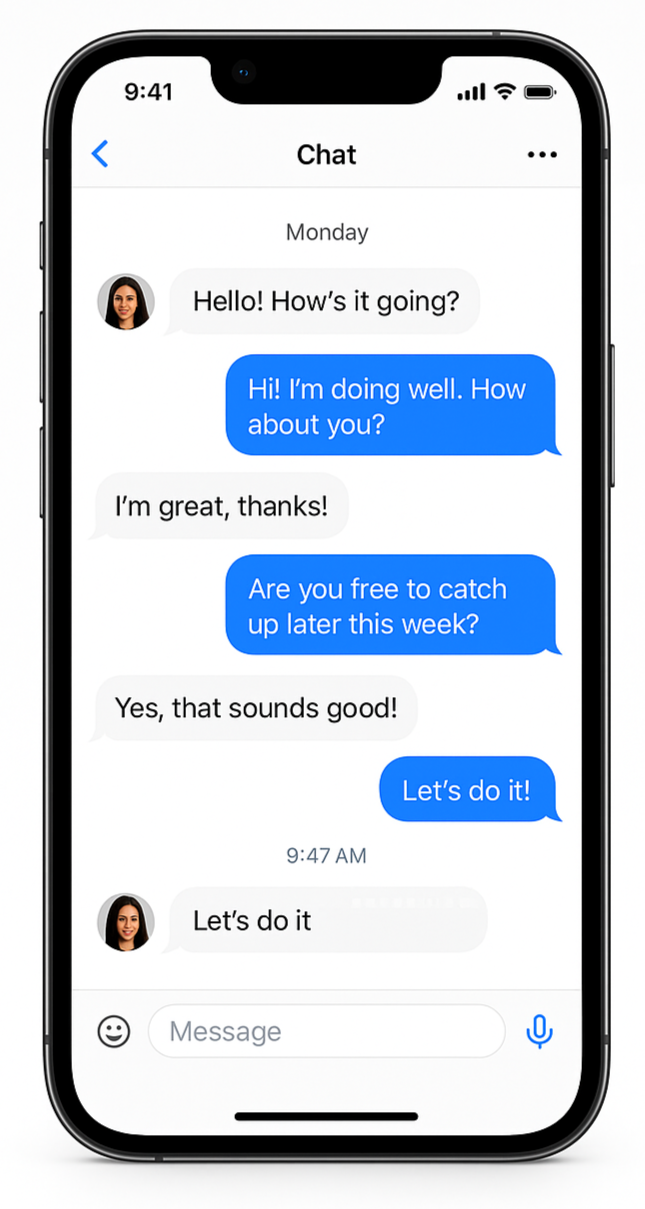 9:41
Chat
Monday
Hello! How’s it going?
Hi! I’m doing well. How
about you?
I’m great, thanks!
Are you free to catch
up later this week?
Yes, that sounds good!
Let’s do it!
9:47 AM
Let’s do it
Message